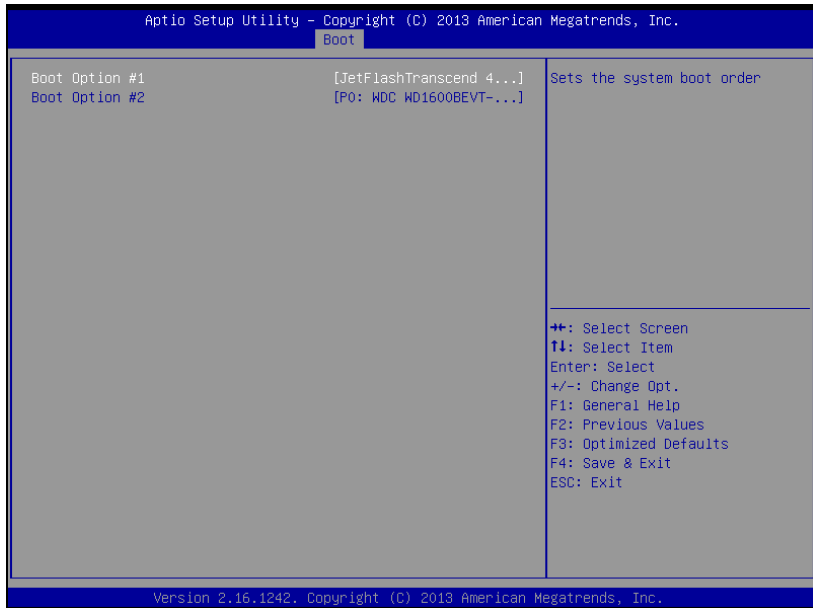 Aptio Setup Utility – Copyright (C) 2013 American Megatrends, Inc.
Boot
Boot Option #1 [JetFlashTranscend 4...]
Boot Option #2 [P0: WDC WD1600BEVT-...]
Sets the system boot order
→←: Select Screen
↑↓: Select Item
Enter: Select
+/-: Change Opt.
F1: General Help
F2: Previous Values
F3: Optimized Defaults
F4: Save & Exit
ESC: Exit
Version 2.16.1242. Copyright (C) 2013 American Megatrends, Inc.